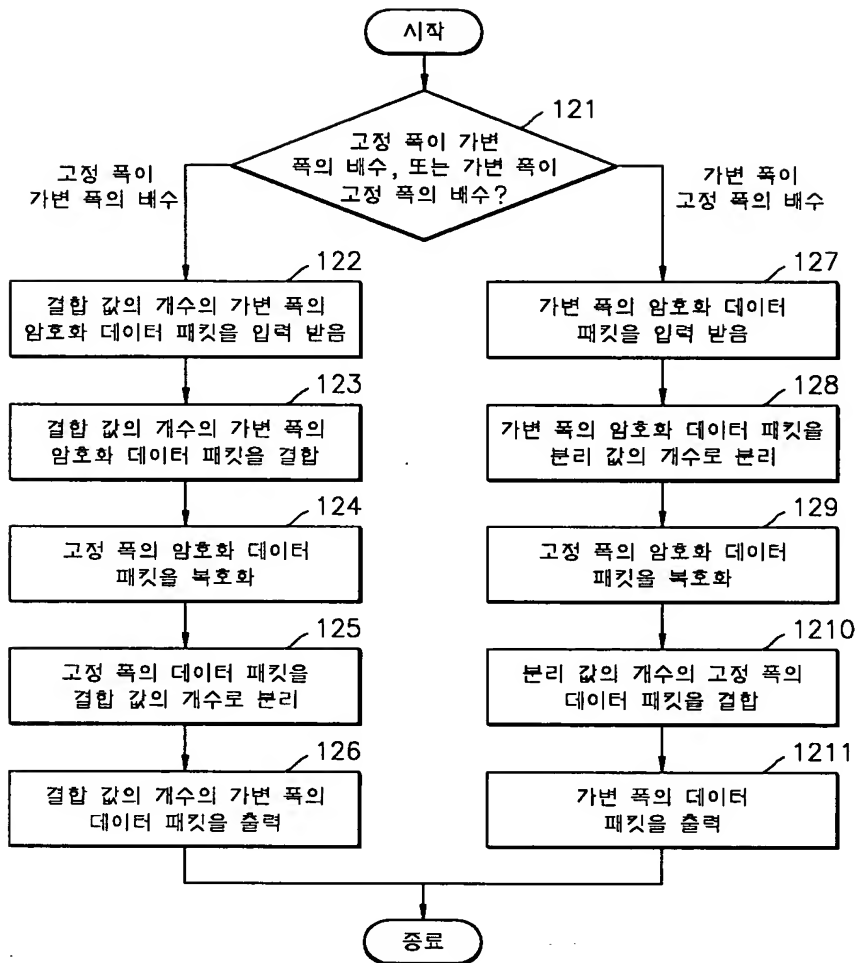 시작
121
고정 폭이 가변
폭의 배수, 또는 가변 폭이
고정 폭의 배수?
고정 폭이
가변 폭의 배수
가변 폭이
고정 폭의 배수
122
결합 값의 개수의 가변 폭의
암호화 데이터 패킷을 입력 받음
123
결합 값의 개수의 가변 폭의
암호화 데이터 패킷을 결합
124
고정 폭의 암호화 데이터
패킷을 복호화
125
고정 폭의 데이터 패킷을
결합 값의 개수로 분리
126
결합 값의 개수의 가변 폭의
데이터 패킷을 출력
127
가변 폭의 암호화 데이터
패킷을 입력 받음
128
가변 폭의 암호화 데이터 패킷을
분리 값의 개수로 분리
129
고정 폭의 암호화 데이터
패킷을 복호화
1210
분리 값의 개수의 고정 폭의
데이터 패킷을 결합
1211
가변 폭의 데이터
패킷을 출력
종료